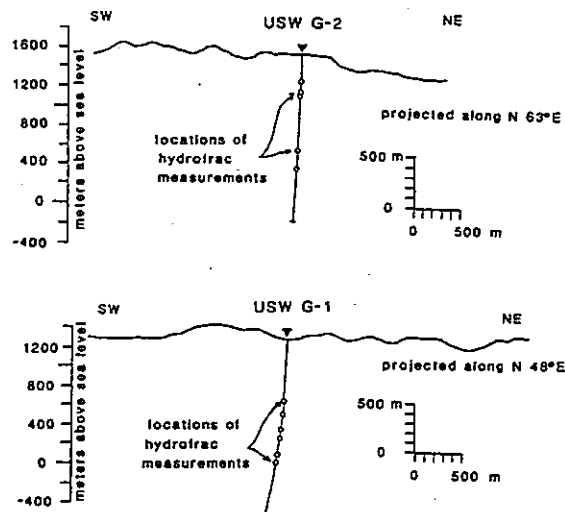 SW
USW G-2
NE
1600
1200
800
400
0
-400
meters above sea level
locations of
hydrofrac
measurements
projected along N 63°E
500 m
0
0 500 m
SW
USW G-1
NE
1200
800
400
0
-400
meters above sea level
locations of
hydrofrac
measurements
projected along N 48°E
500 m
0
0 500 m